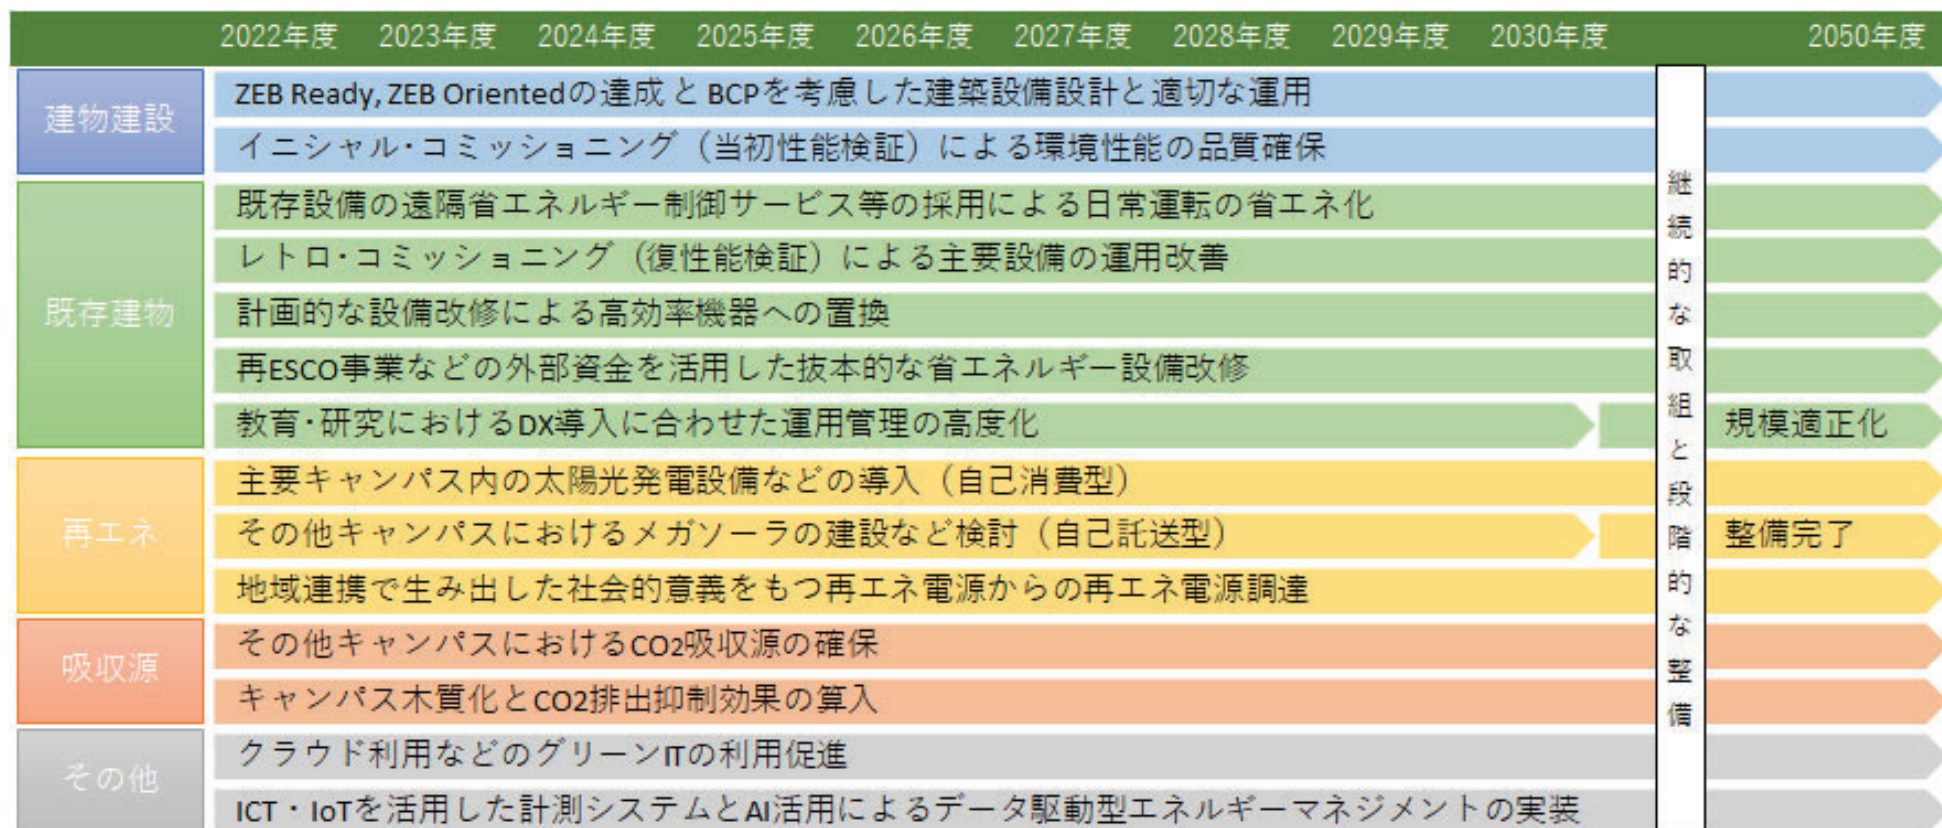 2022年度 2023年度 2024年度 2025年度 2026年度 2027年度 2028年度 2029年度 2030年度 2050年度
建物建設
ZEB Ready, ZEB Orientedの達成 と BCPを考慮した建築設備設計と適切な運用
イニシャル・コミッショニング（当初性能検証）による環境性能の品質確保
既存建物
既存設備の遠隔省エネルギー制御サービス等の採用による日常運転の省エネ化
レトロ・コミッショニング（復性能検証）による主要設備の運用改善
計画的な設備改修による高効率機器への置換
再ESCO事業などの外部資金を活用した抜本的な省エネルギー設備改修
教育・研究におけるDX導入に合わせた運用管理の高度化 規模適正化
再エネ
主要キャンパス内の太陽光発電設備などの導入（自己消費型）
その他キャンパスにおけるメガソーラの建設など検討（自己託送型） 整備完了
地域連携で生み出した社会的意義をもつ再エネ電源からの再エネ電源調達
吸収源
その他キャンパスにおけるCO2吸収源の確保
キャンパス木質化とCO2排出抑制効果の算入
その他
クラウド利用などのグリーンITの利用促進
ICT・IoTを活用した計測システムとAI活用によるデータ駆動型エネルギーマネジメントの実装
継続的な取組と段階的な整備